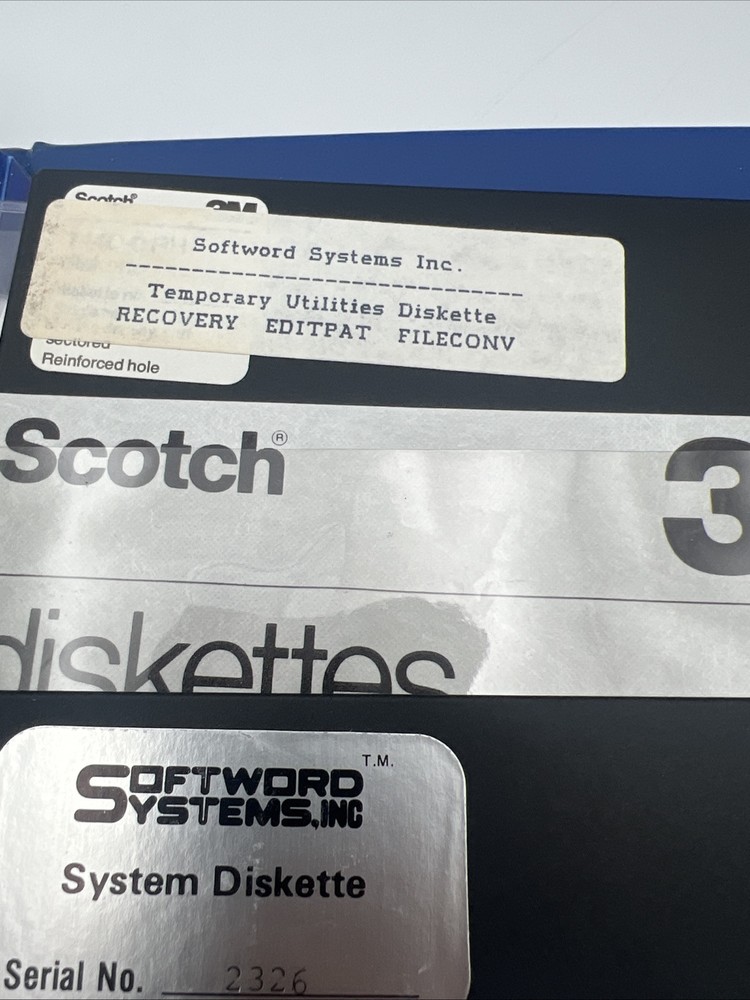 Scotch® 3M
Softword Systems Inc.
--------------------------------
Temporary Utilities Diskette
RECOVERY EDITPAT FILECONV
sectored
Reinforced hole
Scotch® 3
diskettes
SOFTWORD T.M.
SYSTEMS, INC
System Diskette
Serial No. 2326